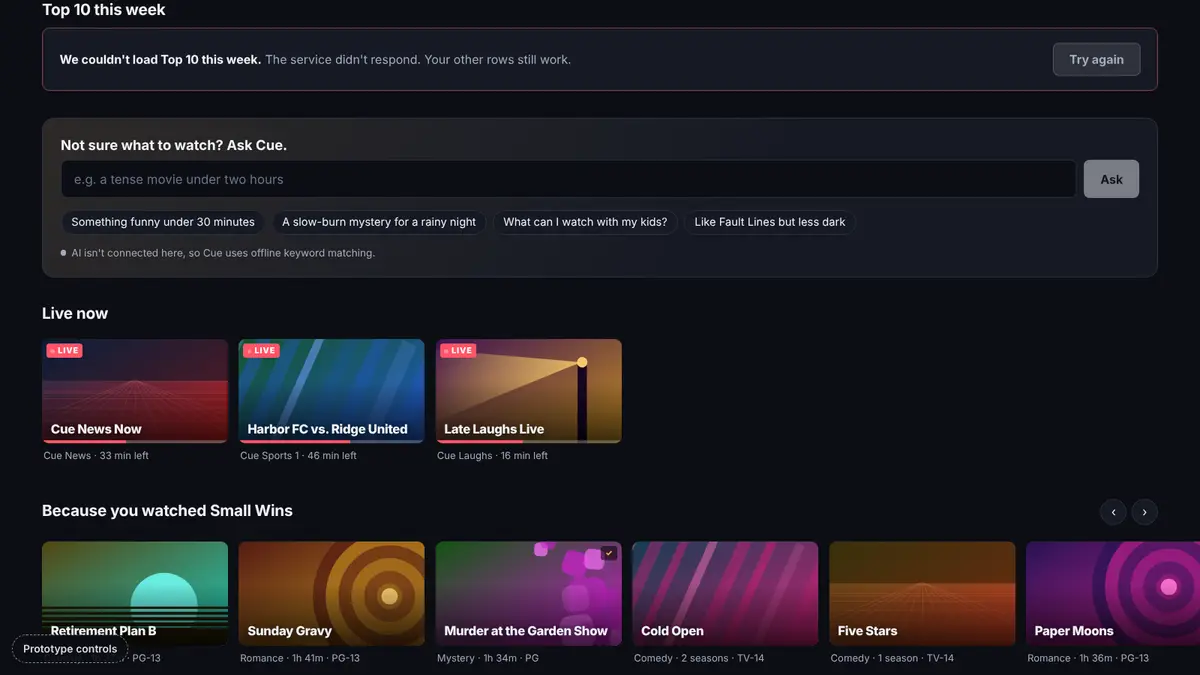 Top 10 this week
We couldn't load Top 10 this week. The service didn't respond. Your other rows still work.
Try again
Not sure what to watch? Ask Cue.
e.g. a tense movie under two hours
Ask
Something funny under 30 minutes
A slow-burn mystery for a rainy night
What can I watch with my kids?
Like Fault Lines but less dark
AI isn't connected here, so Cue uses offline keyword matching.
Live now
LIVE
Cue News Now
Cue News · 33 min left
LIVE
Harbor FC vs. Ridge United
Cue Sports 1 · 46 min left
LIVE
Late Laughs Live
Cue Laughs · 16 min left
Because you watched Small Wins
Retirement Plan B
· PG-13
Sunday Gravy
Romance · 1h 41m · PG-13
Murder at the Garden Show
Mystery · 1h 34m · PG
Cold Open
Comedy · 2 seasons · TV-14
Five Stars
Comedy · 1 season · TV-14
Paper Moons
Romance · 1h 36m · PG-13
Prototype controls